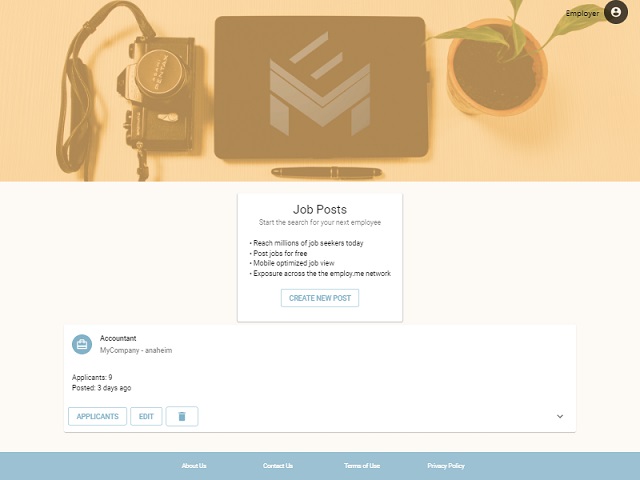 Employer
ASAHI
PENTAX
Job Posts
Start the search for your next employee
• Reach millions of job seekers today
• Post jobs for free
• Mobile optimized job view
• Exposure across the the employ.me network
CREATE NEW POST
Accountant
MyCompany - anaheim
Applicants: 9
Posted: 3 days ago
APPLICANTS
EDIT
About Us
Contact Us
Terms of Use
Privacy Policy